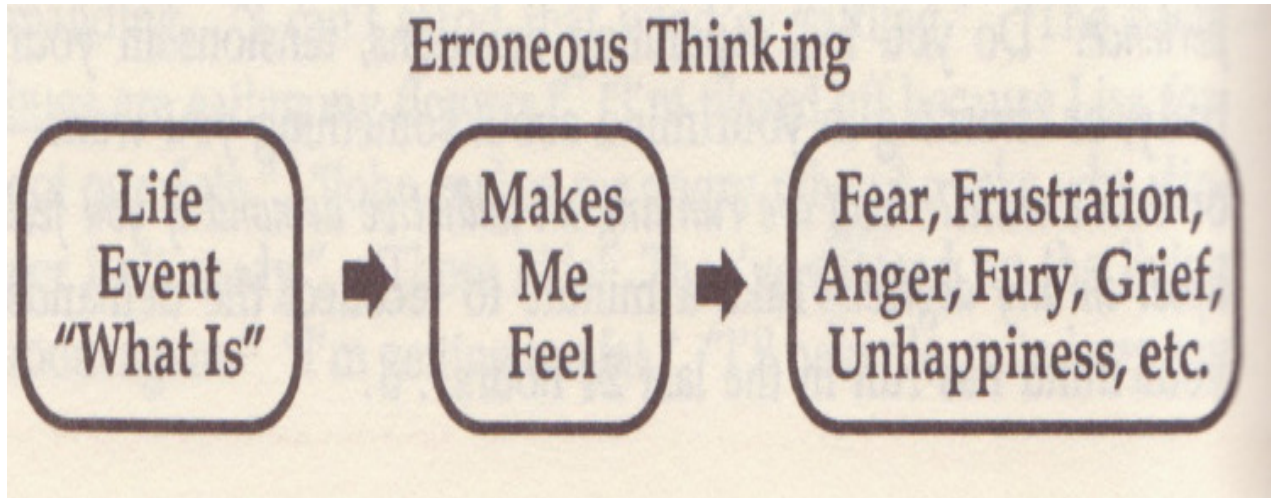 Erroneous Thinking
Life
Event
“What Is”
Makes
Me
Feel
Fear, Frustration,
Anger, Fury, Grief,
Unhappiness, etc.